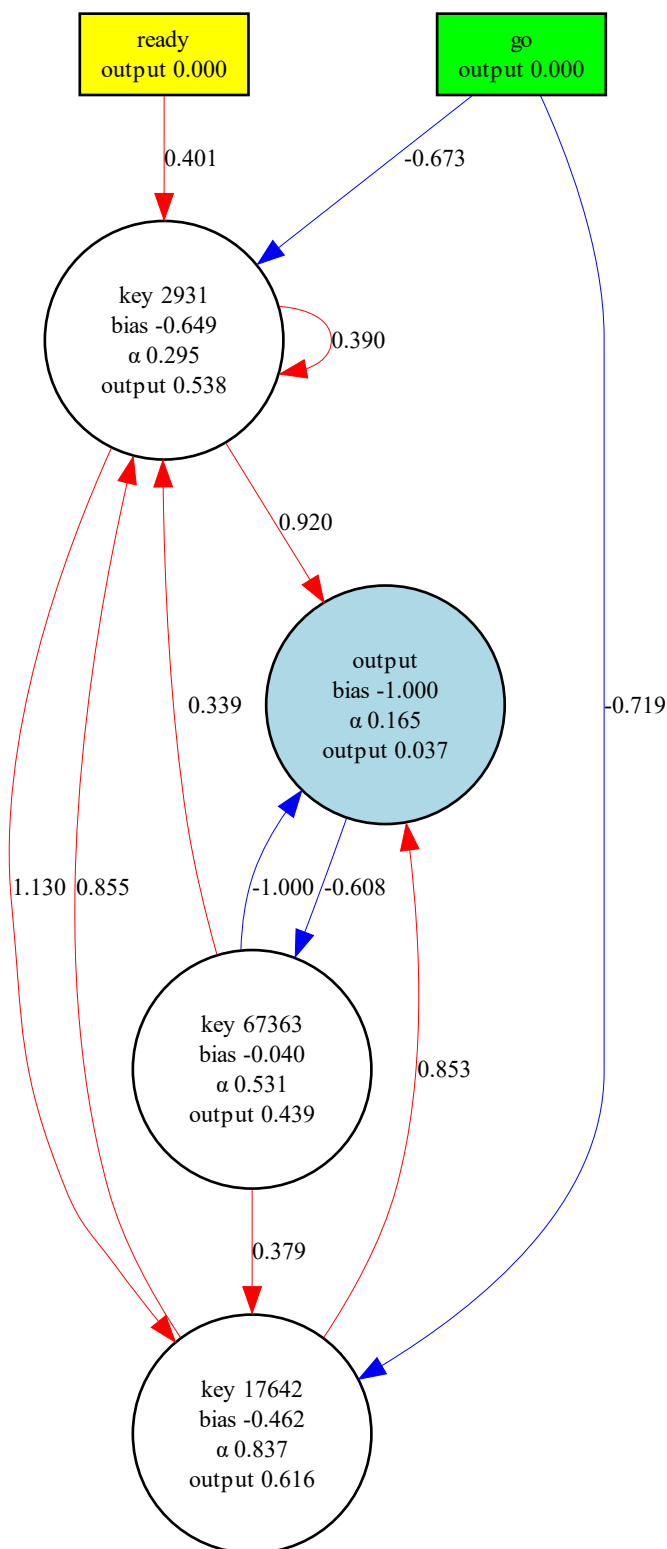 ready
output 0.000
go
output 0.000
0.401
-0.673
key 2931
bias -0.649
α 0.295
output 0.538
0.390
0.920
output
bias -1.000
α 0.165
output 0.037
0.339
-0.719
1.130
0.855
-1.000
-0.608
key 67363
bias -0.040
α 0.531
output 0.439
0.853
0.379
key 17642
bias -0.462
α 0.837
output 0.616